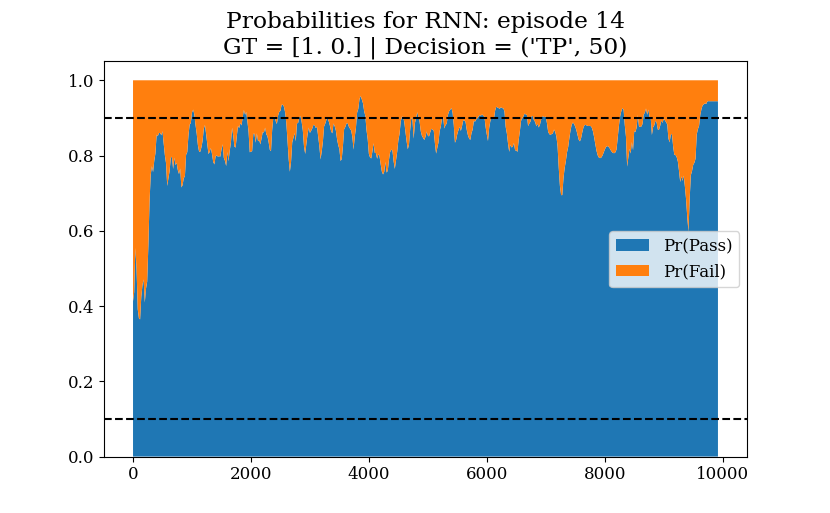 Probabilities for RNN: episode 14
GT = [1. 0.] | Decision = ('TP', 50)
1.0
0.8
0.6
0.4
0.2
0.0
Pr(Pass)
Pr(Fail)
0 2000 4000 6000 8000 10000